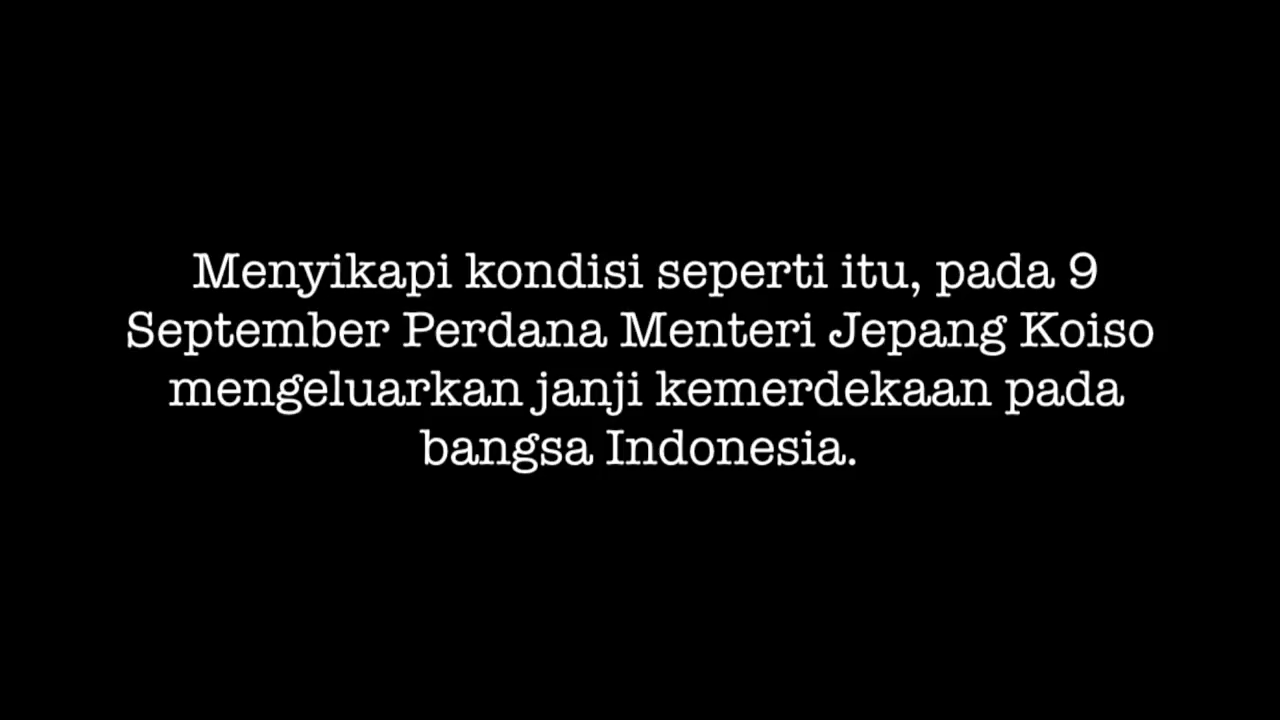 Menyikapi kondisi seperti itu, pada 9
September Perdana Menteri Jepang Koiso
mengeluarkan janji kemerdekaan pada
bangsa Indonesia.